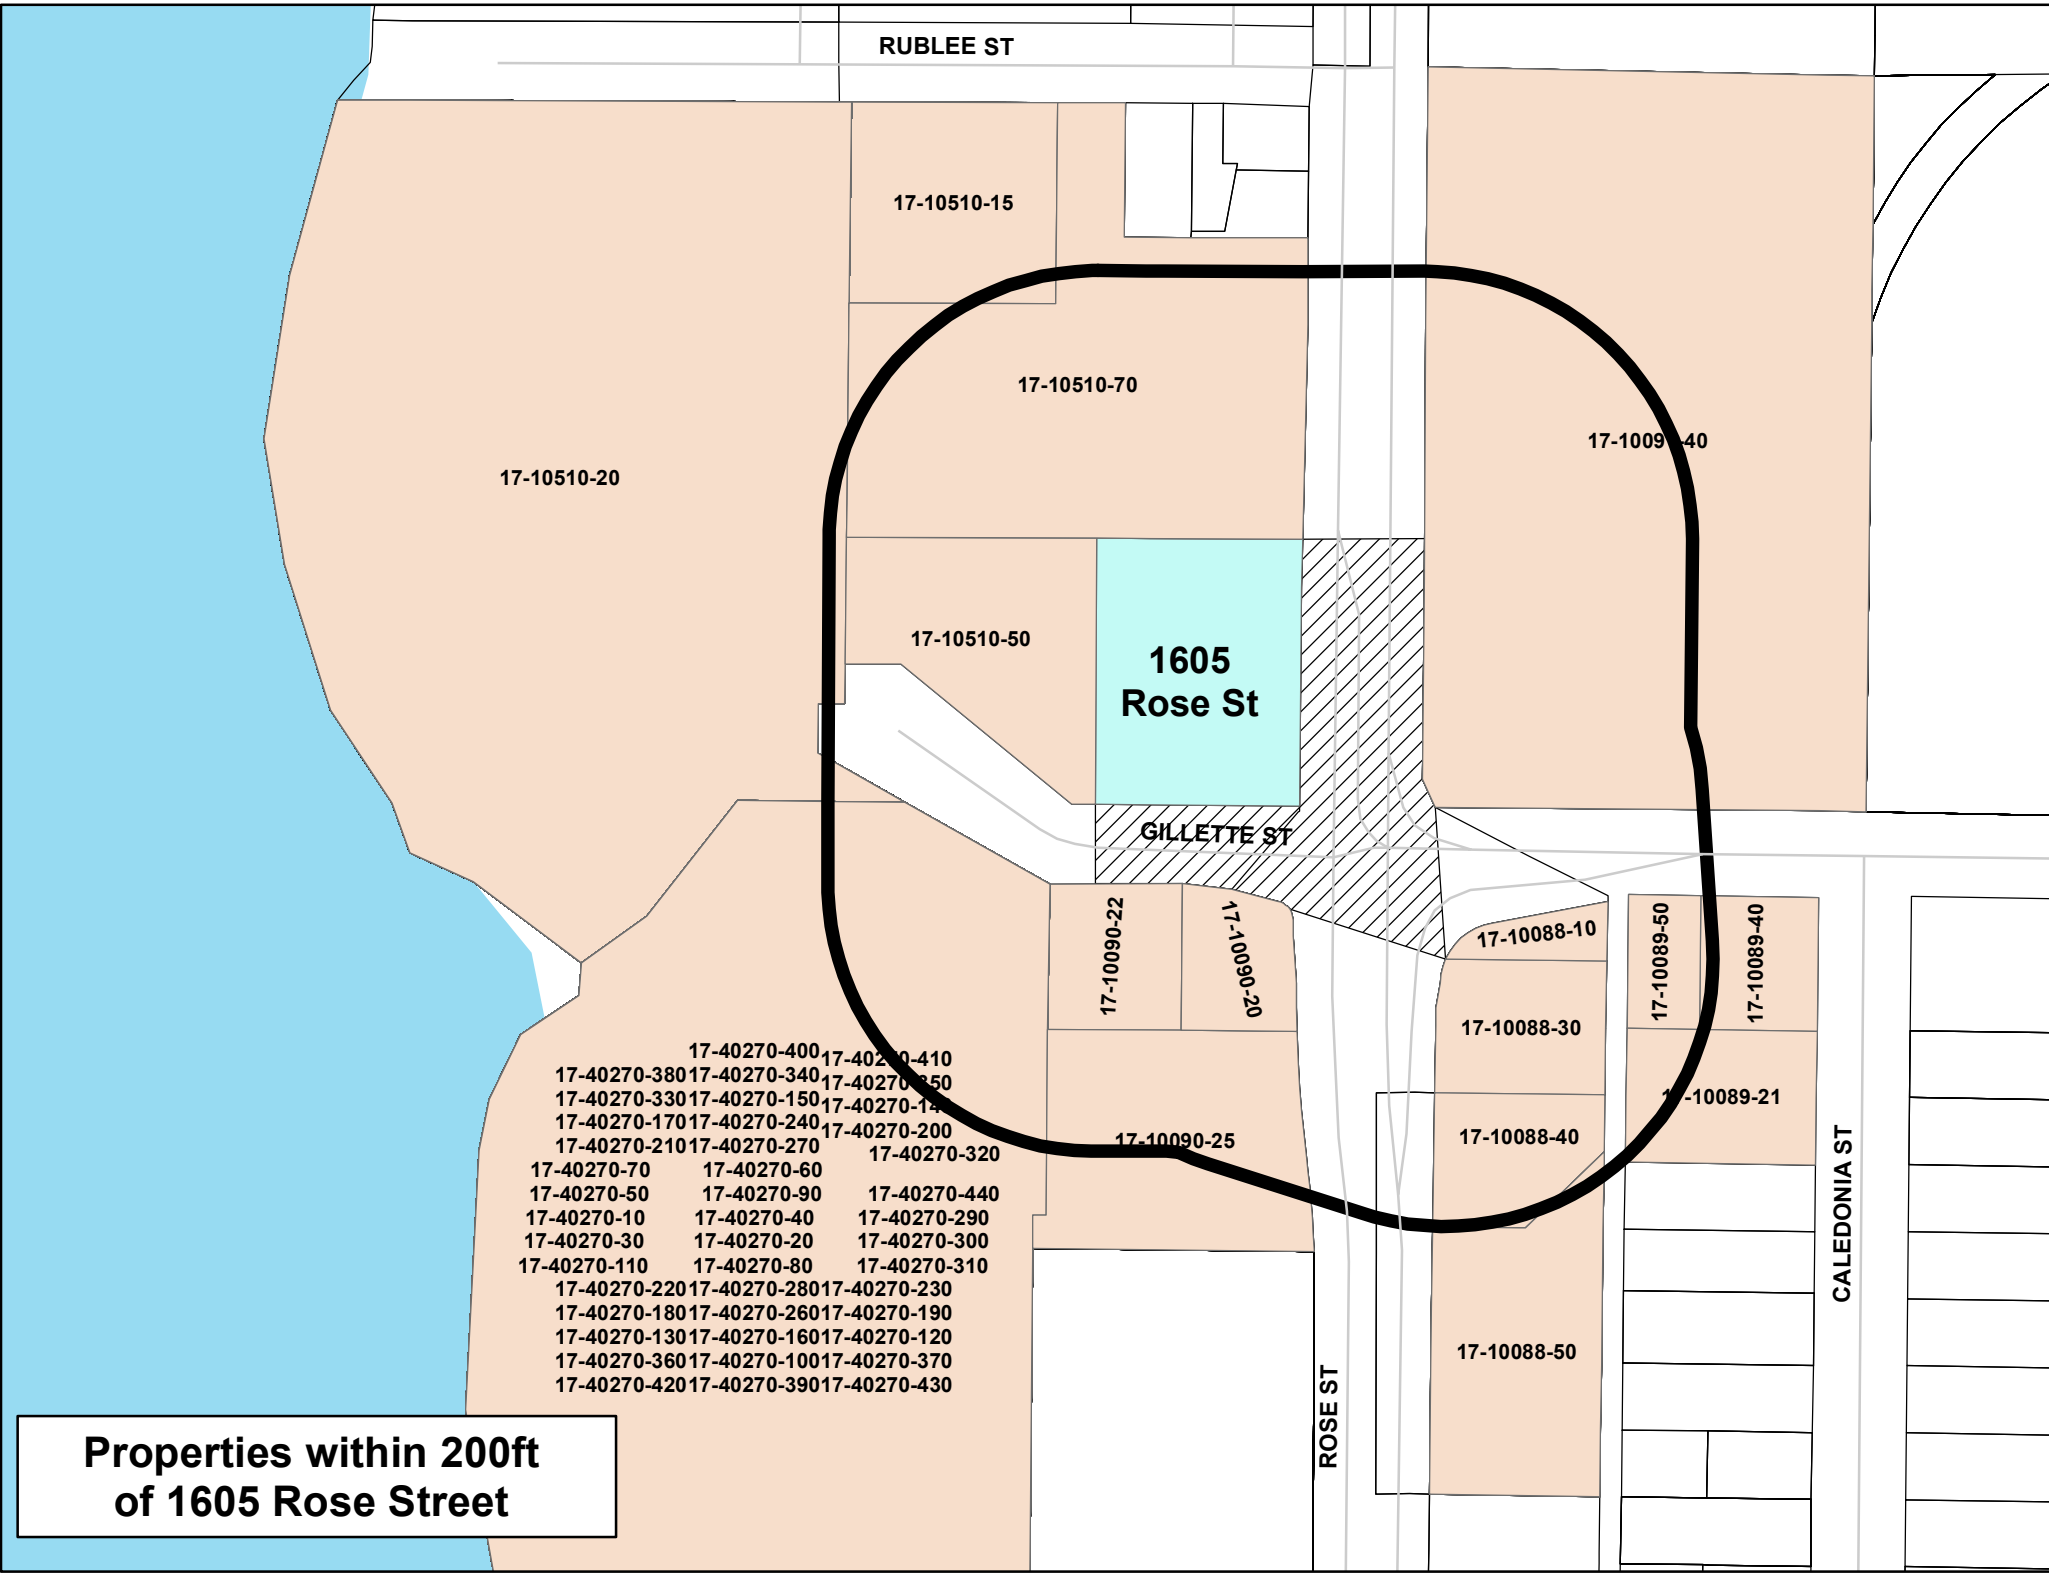 RUBLEE ST
17-10510-15
17-10510-70
17-10510-20
17-10510-50
1605
Rose St
GILLETTE ST
17-10090-22
17-10090-20
17-10088-10
17-10089-50
17-10089-40
17-10088-30
17-10088-40
17-10090-25
17-10088-50
CALEDONIA ST
ROSE ST
17-40270-400
17-40270-380 17-40270-340
17-40270-330 17-40270-150
17-40270-170 17-40270-240 17-40270-200
17-40270-210 17-40270-270 17-40270-320
17-40270-70 17-40270-60
17-40270-50 17-40270-90 17-40270-440
17-40270-10 17-40270-40 17-40270-290
17-40270-30 17-40270-20 17-40270-300
17-40270-110 17-40270-80 17-40270-310
17-40270-220 17-40270-280 17-40270-230
17-40270-180 17-40270-260 17-40270-190
17-40270-130 17-40270-160 17-40270-120
17-40270-360 17-40270-100 17-40270-370
17-40270-420 17-40270-390 17-40270-430
Properties within 200ft
of 1605 Rose Street